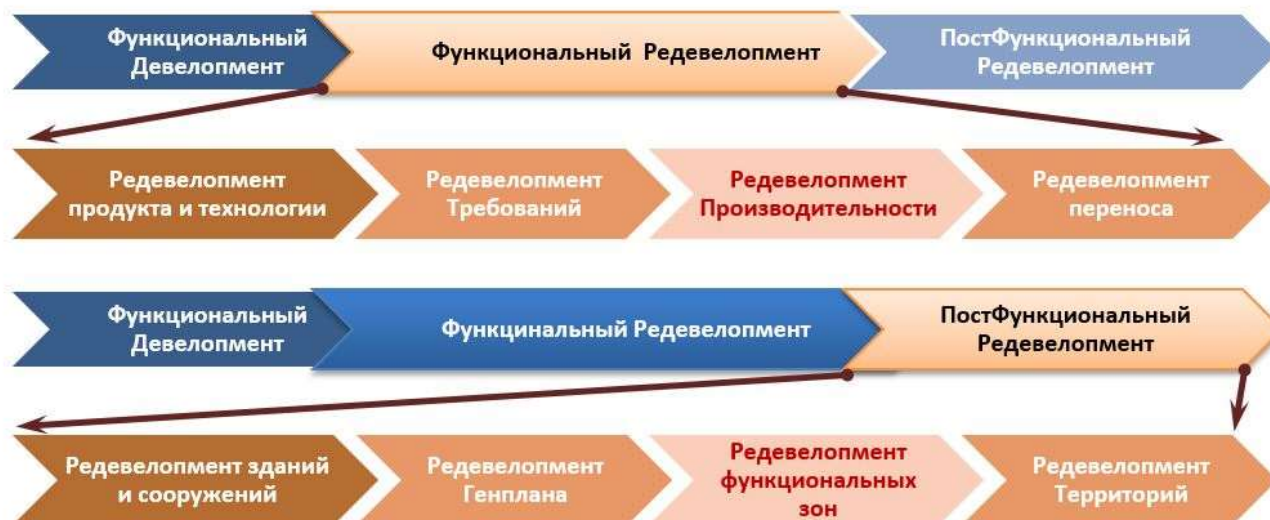 Функциональный
Девелопмент
Функциональный Редевелопмент
ПостФункциональный
Редевелопмент
Редевелопмент
продукта и технологии
Редевелопмент
Требований
Редевелопмент
Производительности
Редевелопмент
переноса
Функциональный
Девелопмент
Функцинальный Редевелопмент
ПостФункциональный
Редевелопмент
Редевелопмент зданий
и сооружений
Редевелопмент
Генплана
Редевелопмент
функциональных
зон
Редевелопмент
Территорий